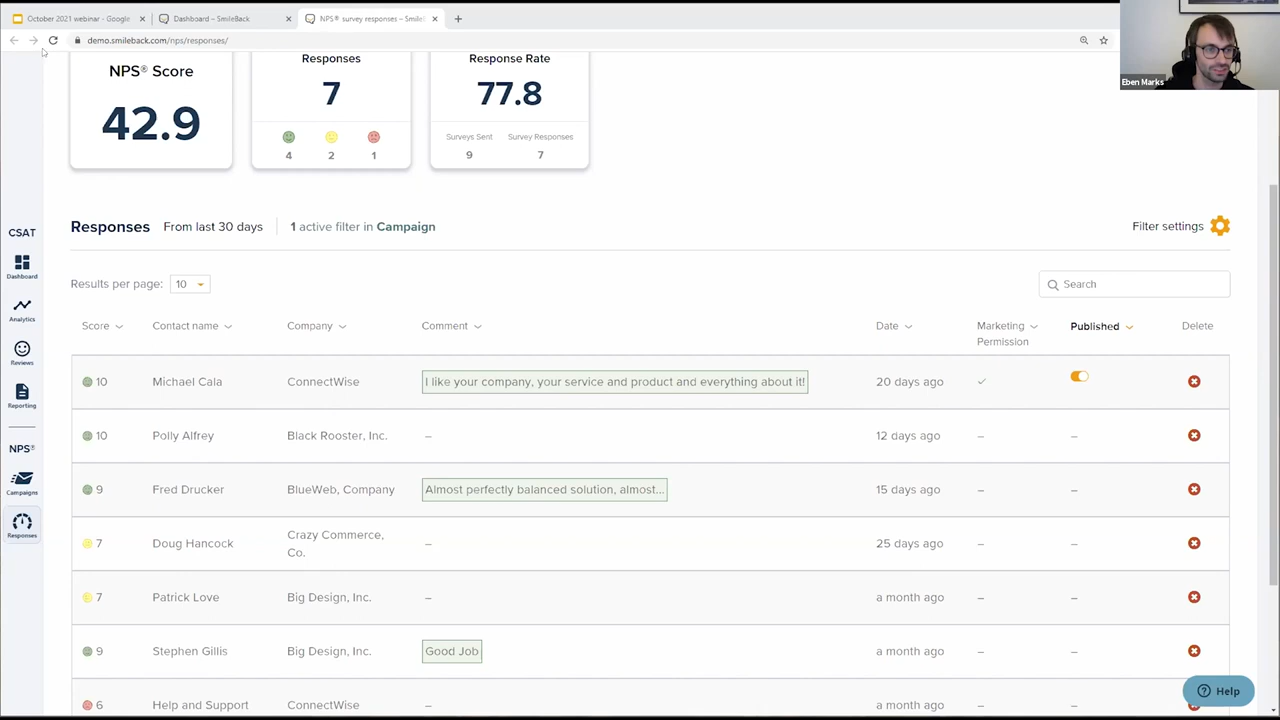 October 2021 webinar - Google
Dashboard – SmileBack
NPS® survey responses – SmileB
demo.smileback.com/nps/responses/
Eben Marks
NPS® Score
42.9
Responses
7
4 2 1
Response Rate
77.8
Surveys Sent Survey Responses
9 7
CSAT
Dashboard
Analytics
Reviews
Reporting
NPS®
Campaigns
Responses
Responses From last 30 days 1 active filter in Campaign Filter settings
Results per page: 10 Search
Score Contact name Company Comment Date Marketing Permission Published Delete
10 Michael Cala ConnectWise I like your company, your service and product and everything about it! 20 days ago
10 Polly Alfrey Black Rooster, Inc. – 12 days ago – –
9 Fred Drucker BlueWeb, Company Almost perfectly balanced solution, almost... 15 days ago – –
7 Doug Hancock Crazy Commerce, Co. – 25 days ago – –
7 Patrick Love Big Design, Inc. – a month ago – –
9 Stephen Gillis Big Design, Inc. Good Job a month ago – –
6 Help and Support ConnectWise – a month ago – –
Help